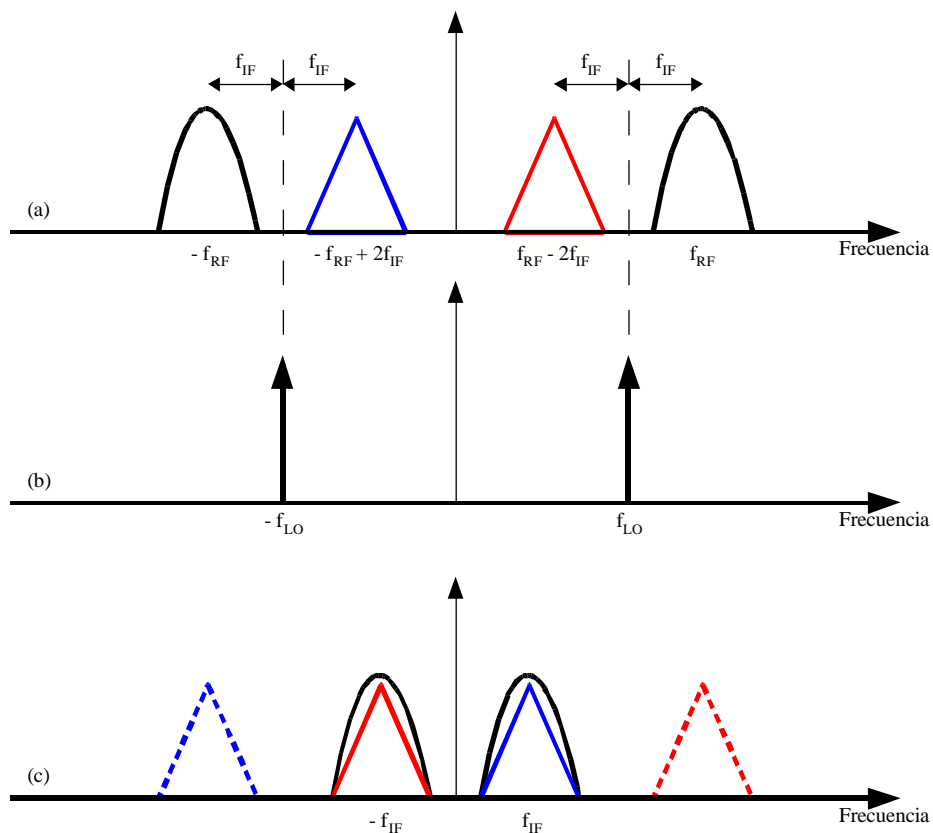 f_IF f_IF f_IF f_IF
(a)
- f_RF - f_RF + 2f_IF f_RF - 2f_IF f_RF Frecuencia
(b)
- f_LO f_LO Frecuencia
(c)
- f_IF f_IF Frecuencia